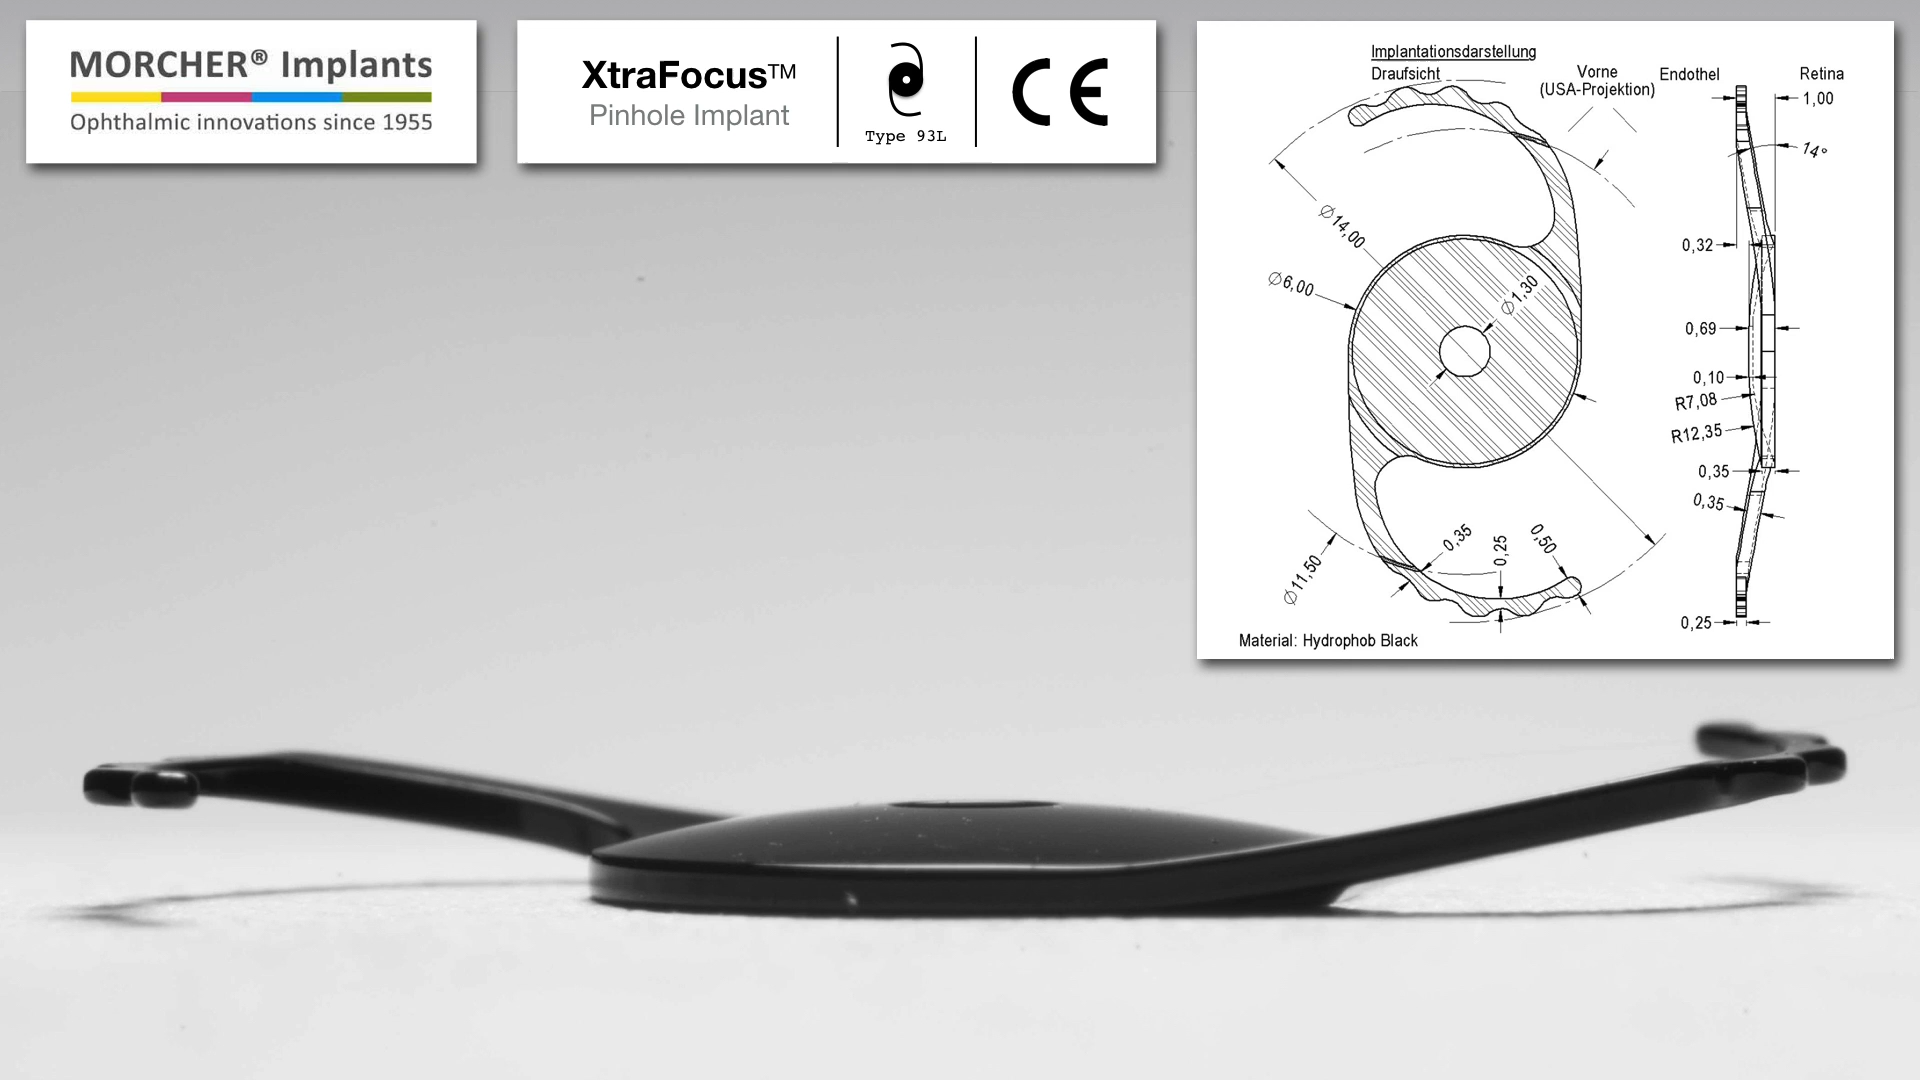 MORCHER® Implants
Ophthalmic innovations since 1955
XtraFocus™
Pinhole Implant
Type 93L
CE
Implantationsdarstellung
Draufsicht
Vorne
(USA-Projektion)
Endothel
Retina
1,00
14°
Ø14,00
0,32
Ø6,00
Ø1,30
0,69
0,10
R7,08
R12,35
0,35
0,35
0,35
0,25
0,50
Ø11,50
0,25
Material: Hydrophob Black